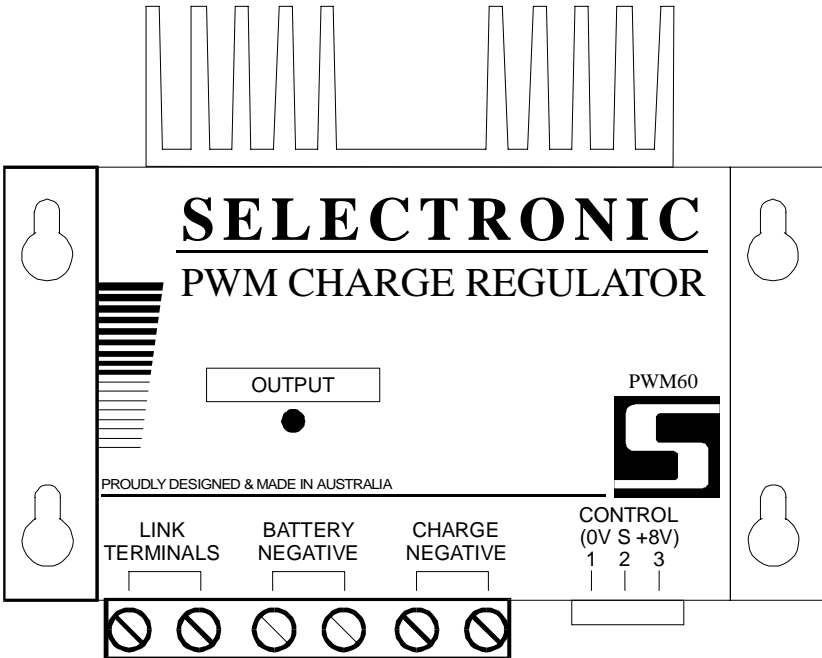 SELECTRONIC
PWM CHARGE REGULATOR
OUTPUT
PWM60
PROUDLY DESIGNED & MADE IN AUSTRALIA
LINK TERMINALS
BATTERY NEGATIVE
CHARGE NEGATIVE
CONTROL
(0V S +8V)
1 2 3